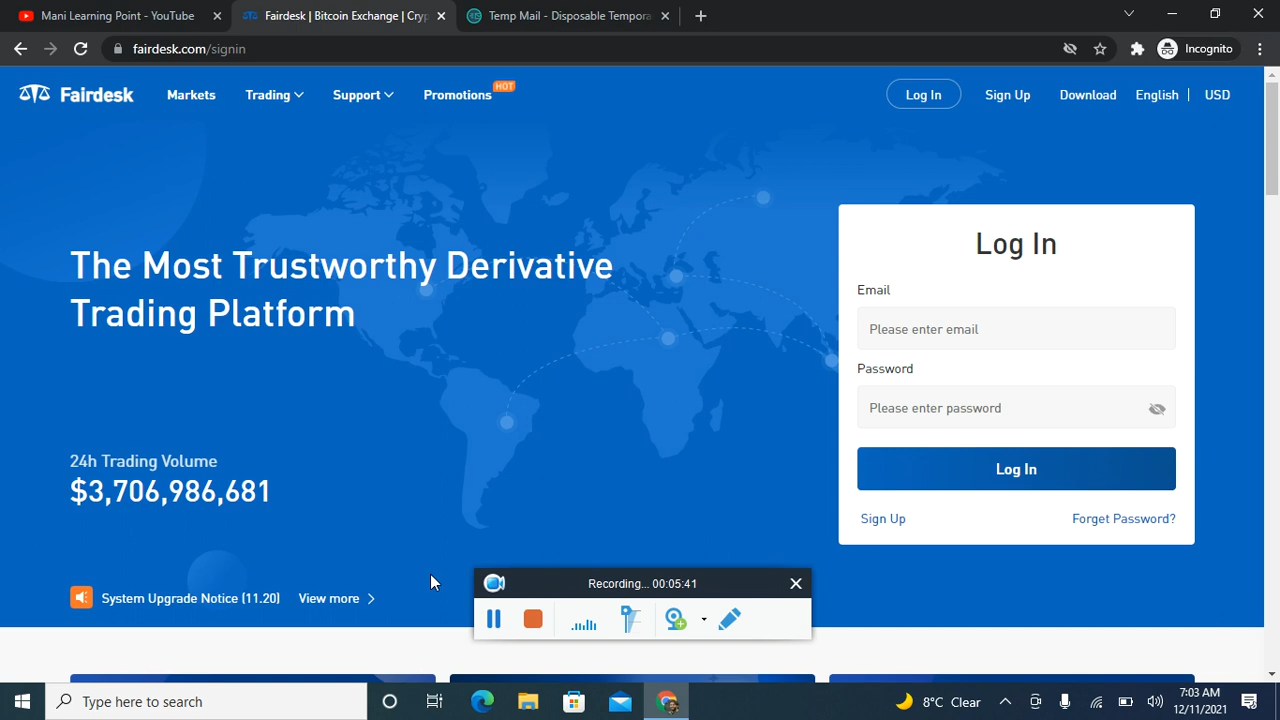 Mani Learning Point - YouTube
Fairdesk | Bitcoin Exchange | Cryp
Temp Mail - Disposable Tempora
fairdesk.com/signin
Incognito
Fairdesk
Markets
Trading
Support
Promotions
HOT
Log In
Sign Up
Download
English
USD
The Most Trustworthy Derivative
Trading Platform
24h Trading Volume
$3,706,986,681
System Upgrade Notice (11.20)
View more
Log In
Email
Please enter email
Password
Please enter password
Log In
Sign Up
Forget Password?
Recording... 00:05:41
Type here to search
8°C Clear
7:03 AM
12/11/2021